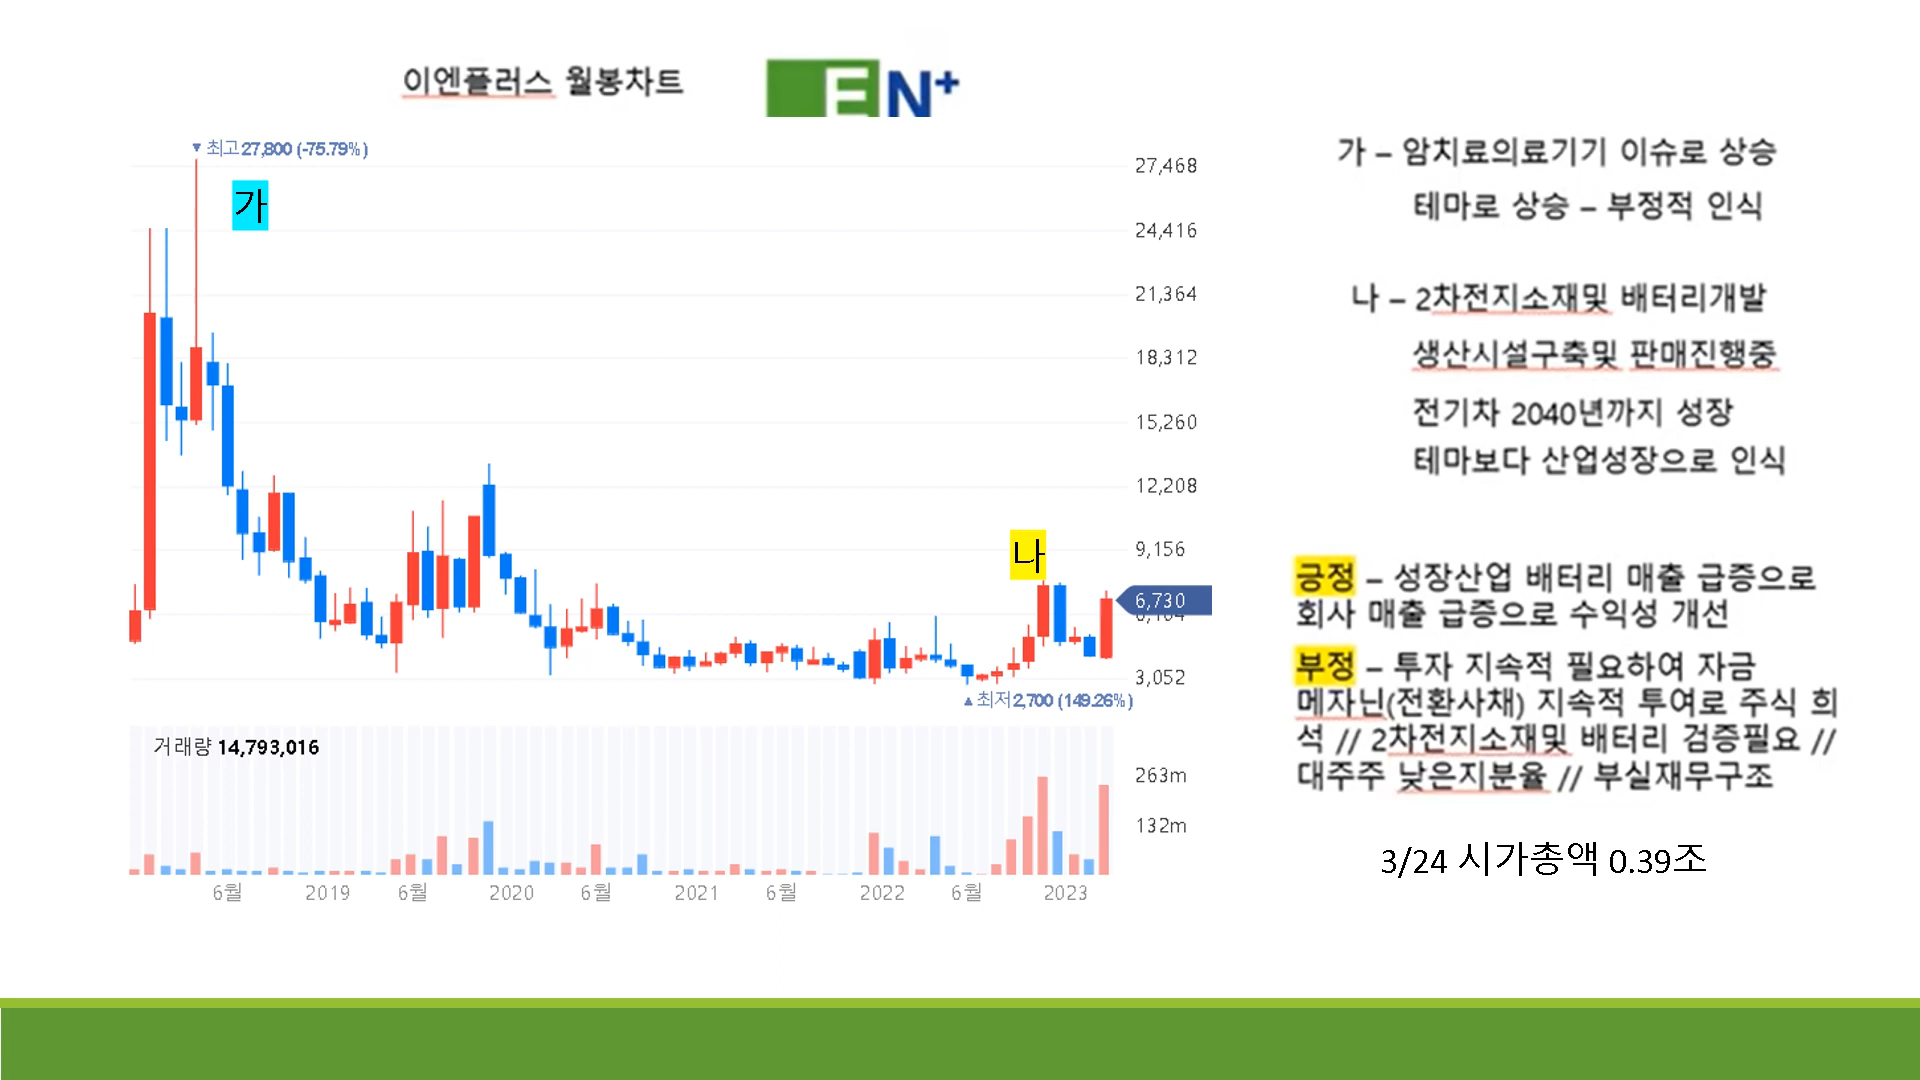 이엔플러스 월봉차트
EN+
▼ 최고27,800 (-75.79%)
가
27,468
24,416
21,364
18,312
15,260
12,208
9,156
나
6,730
3,052
▲ 최저2,700 (149.26%)
거래량 14,793,016
263m
132m
6월 2019 6월 2020 6월 2021 6월 2022 6월 2023
가 – 암치료의료기기 이슈로 상승
테마로 상승 – 부정적 인식
나 – 2차전지소재및 배터리개발
생산시설구축및 판매진행중
전기차 2040년까지 성장
테마보다 산업성장으로 인식
긍정 – 성장산업 배터리 매출 급증으로
회사 매출 급증으로 수익성 개선
부정 – 투자 지속적 필요하여 자금
메자닌(전환사채) 지속적 투여로 주식 희
석 // 2차전지소재및 배터리 검증필요 //
대주주 낮은지분율 // 부실재무구조
3/24 시가총액 0.39조